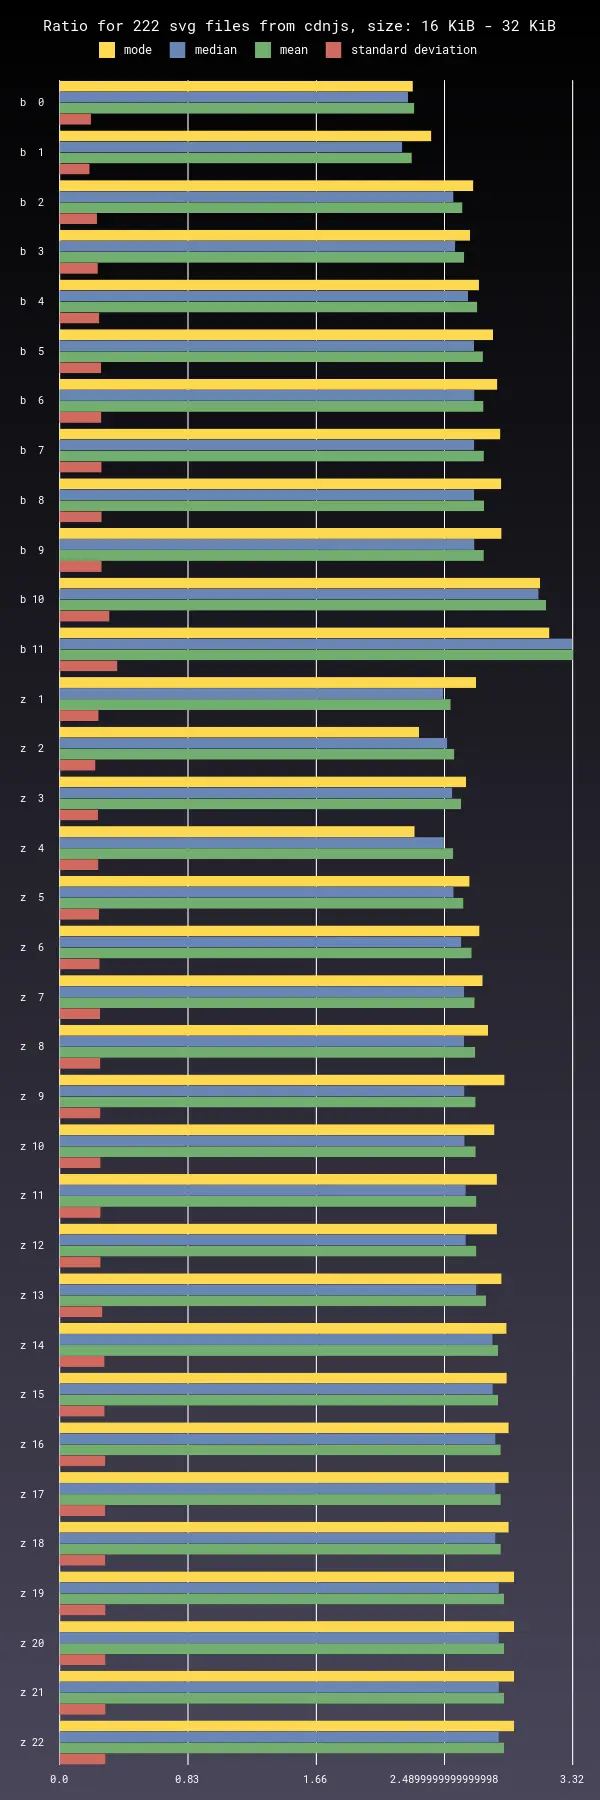 Ratio for 222 svg files from cdnjs, size: 16 KiB - 32 KiB
mode median mean standard deviation
b 0
b 1
b 2
b 3
b 4
b 5
b 6
b 7
b 8
b 9
b 10
b 11
z 1
z 2
z 3
z 4
z 5
z 6
z 7
z 8
z 9
z 10
z 11
z 12
z 13
z 14
z 15
z 16
z 17
z 18
z 19
z 20
z 21
z 22
0.0 0.83 1.66 2.4899999999999998 3.32